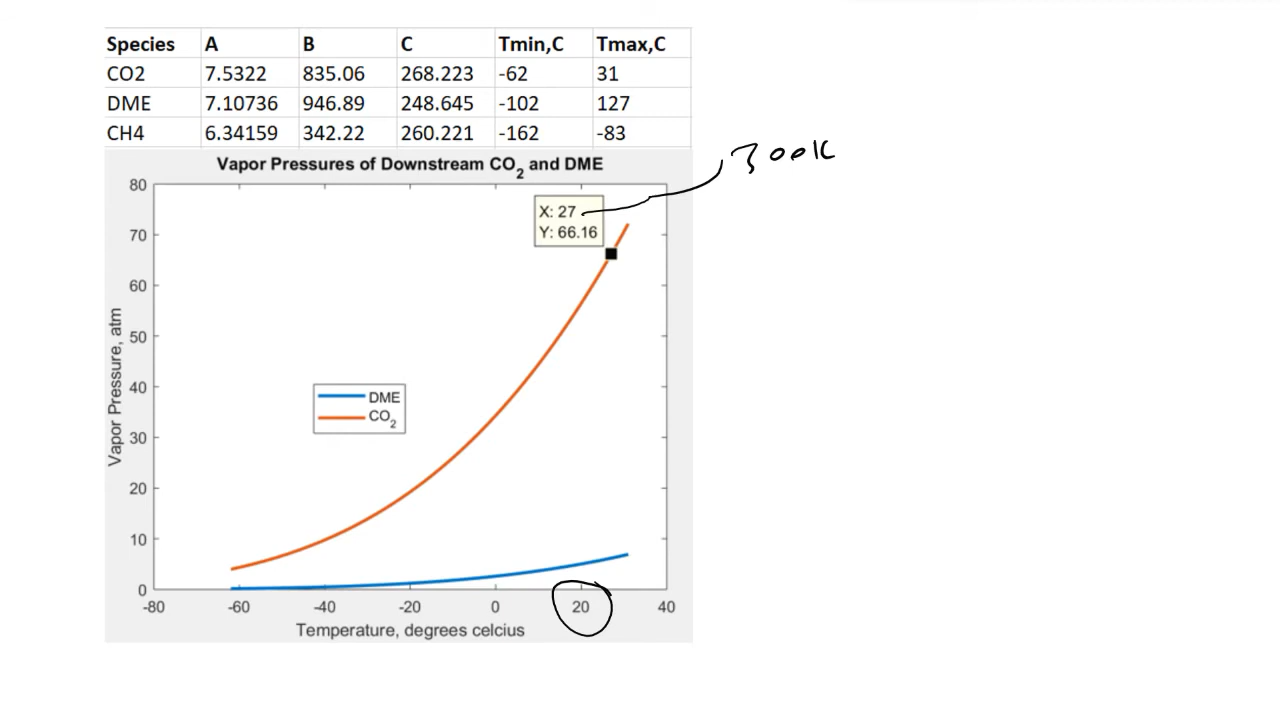 Species A B C Tmin,C Tmax,C
CO2 7.5322 835.06 268.223 -62 31
DME 7.10736 946.89 248.645 -102 127
CH4 6.34159 342.22 260.221 -162 -83
300K
Vapor Pressures of Downstream CO2 and DME
80
70
60
50
40
30
20
10
0
Vapor Pressure, atm
X: 27
Y: 66.16
DME
CO2
-80 -60 -40 -20 0 20 40
Temperature, degrees celcius